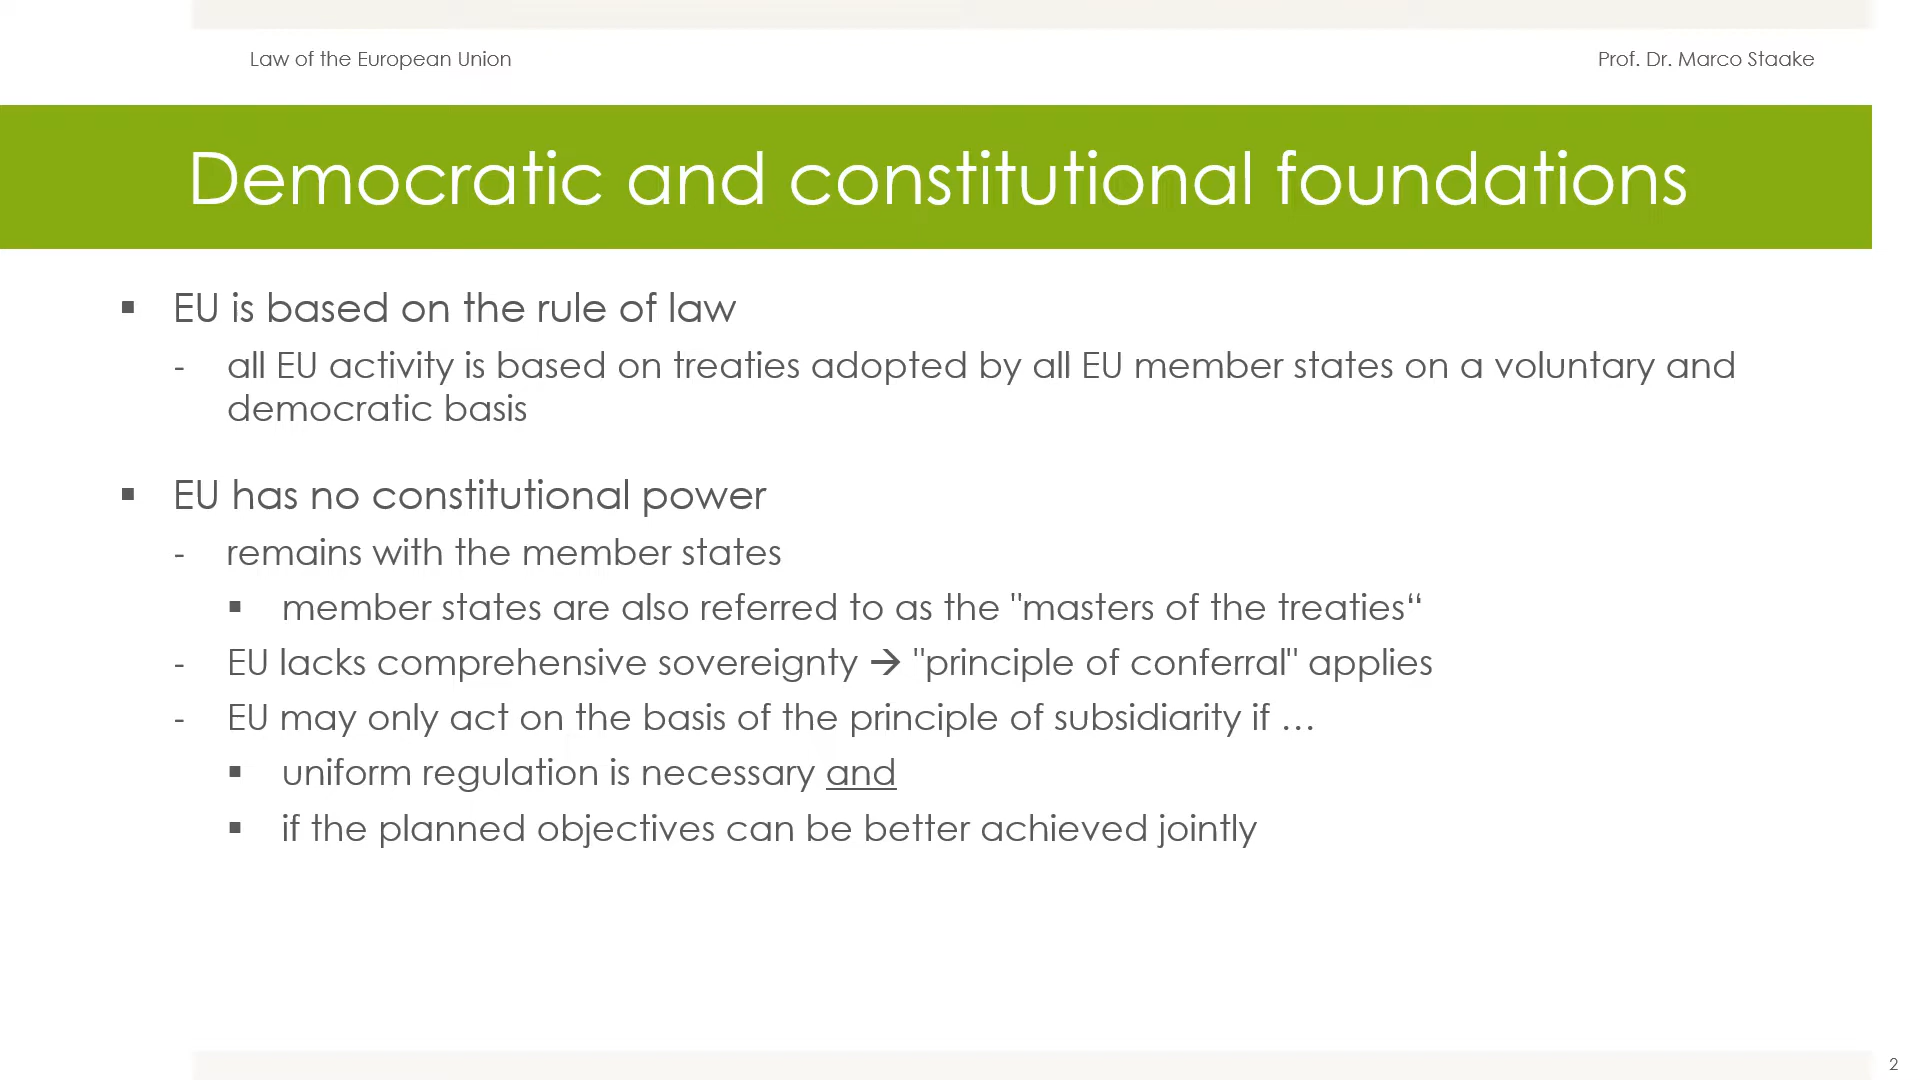 Law of the European Union
Prof. Dr. Marco Staake
Democratic and constitutional foundations
▪ EU is based on the rule of law
- all EU activity is based on treaties adopted by all EU member states on a voluntary and
democratic basis
▪ EU has no constitutional power
- remains with the member states
▪ member states are also referred to as the "masters of the treaties“
- EU lacks comprehensive sovereignty → "principle of conferral" applies
- EU may only act on the basis of the principle of subsidiarity if …
▪ uniform regulation is necessary and
▪ if the planned objectives can be better achieved jointly
2